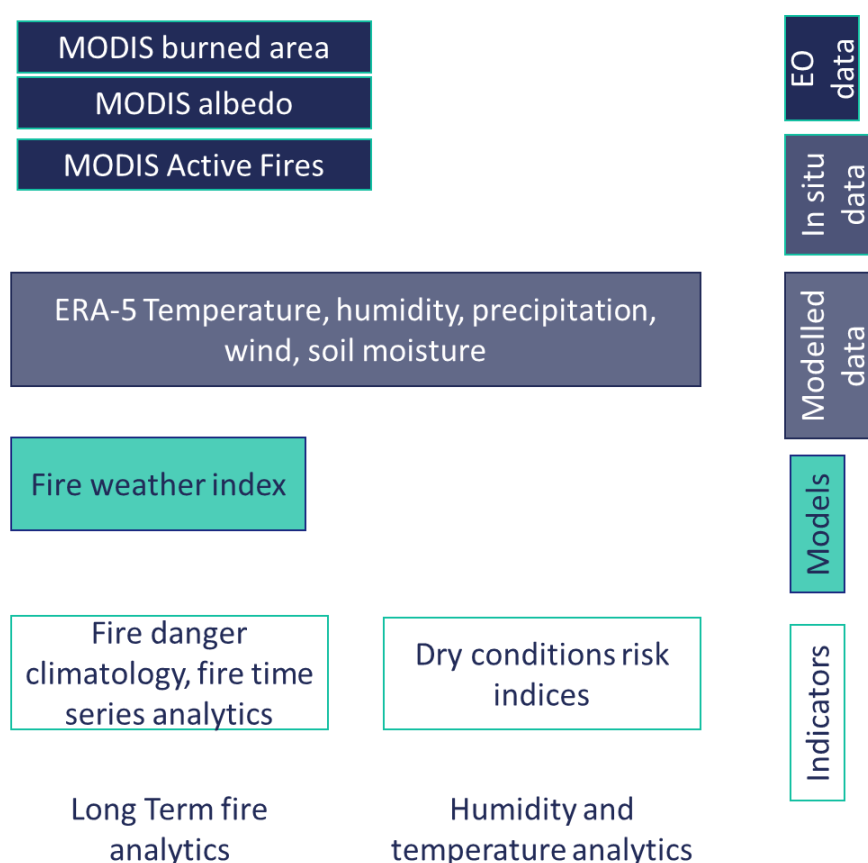 MODIS burned area
MODIS albedo
MODIS Active Fires
EO
data
In situ
data
ERA-5 Temperature, humidity, precipitation,
wind, soil moisture
Modelled
data
Fire weather index
Models
Fire danger
climatology, fire time
series analytics
Dry conditions risk
indices
Indicators
Long Term fire
analytics
Humidity and
temperature analytics